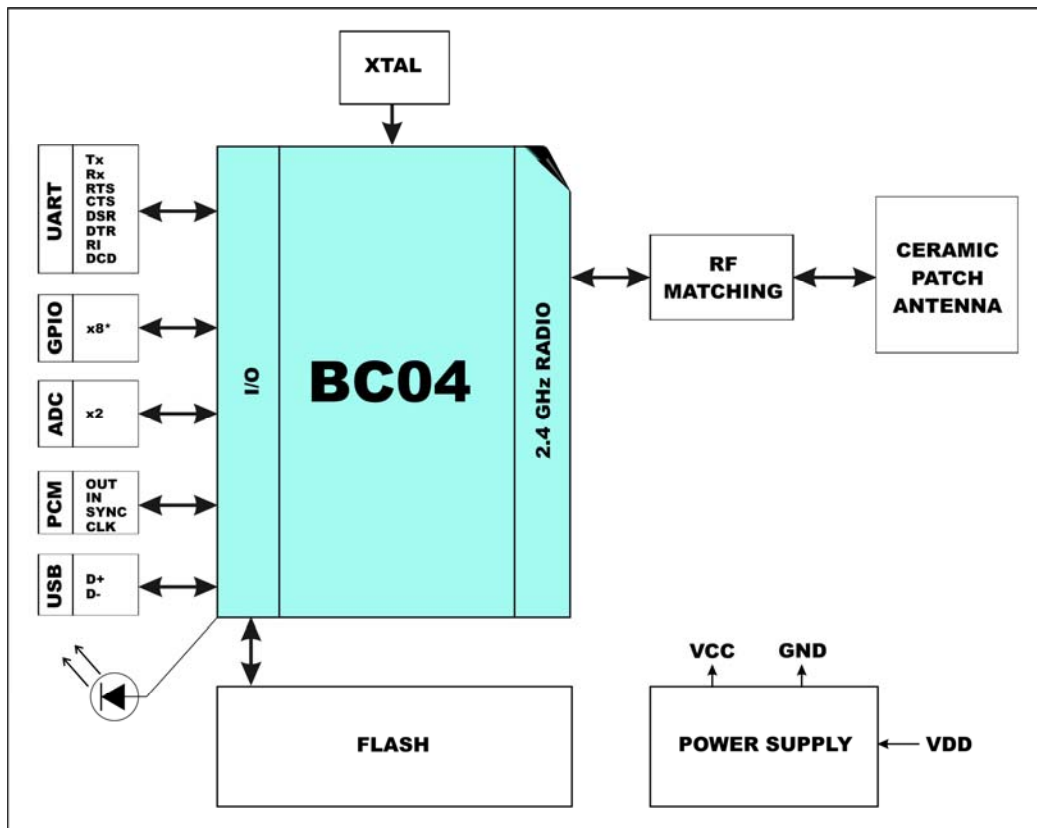 XTAL
UART
Tx
Rx
RTS
CTS
DSR
DTR
RI
DCD
GPIO
x8*
ADC
x2
PCM
OUT
IN
SYNC
CLK
USB
D+
D-
I/O
BC04
2.4 GHz RADIO
RF
MATCHING
CERAMIC
PATCH
ANTENNA
FLASH
VCC
GND
POWER SUPPLY
VDD